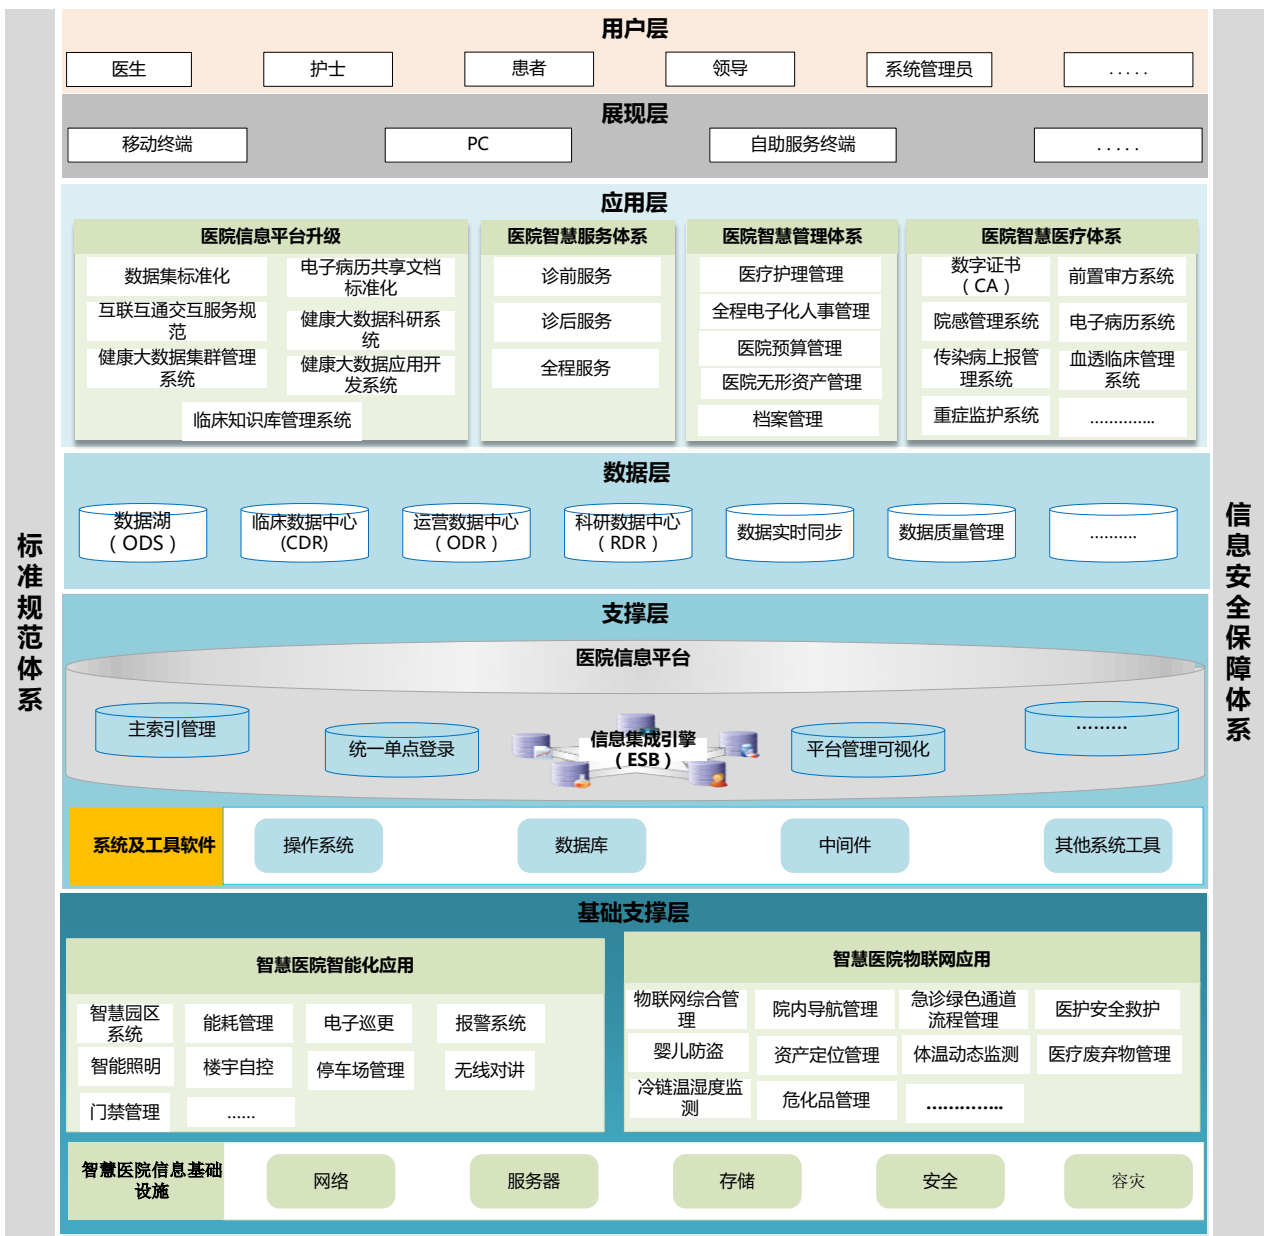 用户层
医生
护士
患者
领导
系统管理员
.....
展现层
移动终端
PC
自助服务终端
.....
应用层
医院信息平台升级
数据集标准化
电子病历共享文档
标准化
互联互通交互服务规
范
健康大数据科研系
统
健康大数据集群管理
系统
健康大数据应用开
发系统
临床知识库管理系统
医院智慧服务体系
诊前服务
诊后服务
全程服务
医院智慧管理体系
医疗护理管理
全程电子化人事管理
医院预算管理
医院无形资产管理
档案管理
医院智慧医疗体系
数字证书
（CA）
前置审方系统
院感管理系统
电子病历系统
传染病上报管
理系统
血透临床管理
系统
重症监护系统
..............
数据层
数据湖
（ODS）
临床数据中心
(CDR)
运营数据中心
（ODR）
科研数据中心
（RDR）
数据实时同步
数据质量管理
..........
支撑层
医院信息平台
主索引管理
统一单点登录
信息集成引擎
（ESB）
平台管理可视化
.........
系统及工具软件
操作系统
数据库
中间件
其他系统工具
基础支撑层
智慧医院智能化应用
智慧园区
系统
能耗管理
电子巡更
报警系统
智能照明
楼宇自控
停车场管理
无线对讲
门禁管理
......
智慧医院物联网应用
物联网综合管
理
院内导航管理
急诊绿色通道
流程管理
医护安全救护
婴儿防盗
资产定位管理
体温动态监测
医疗废弃物管理
冷链温湿度监
测
危化品管理
..............
智慧医院信息基础
设施
网络
服务器
存储
安全
容灾
标准规范体系
信息安全保障体系